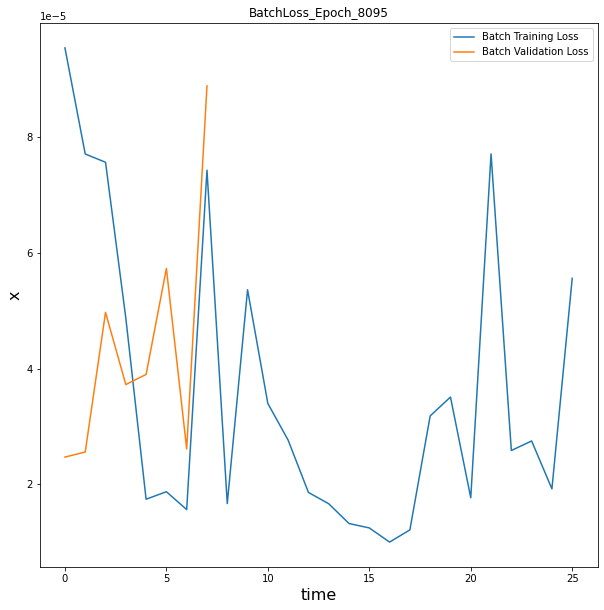 BatchLoss_Epoch_8095
1e−5
Batch Training Loss
Batch Validation Loss
8
6
4
2
x
0 5 10 15 20 25
time